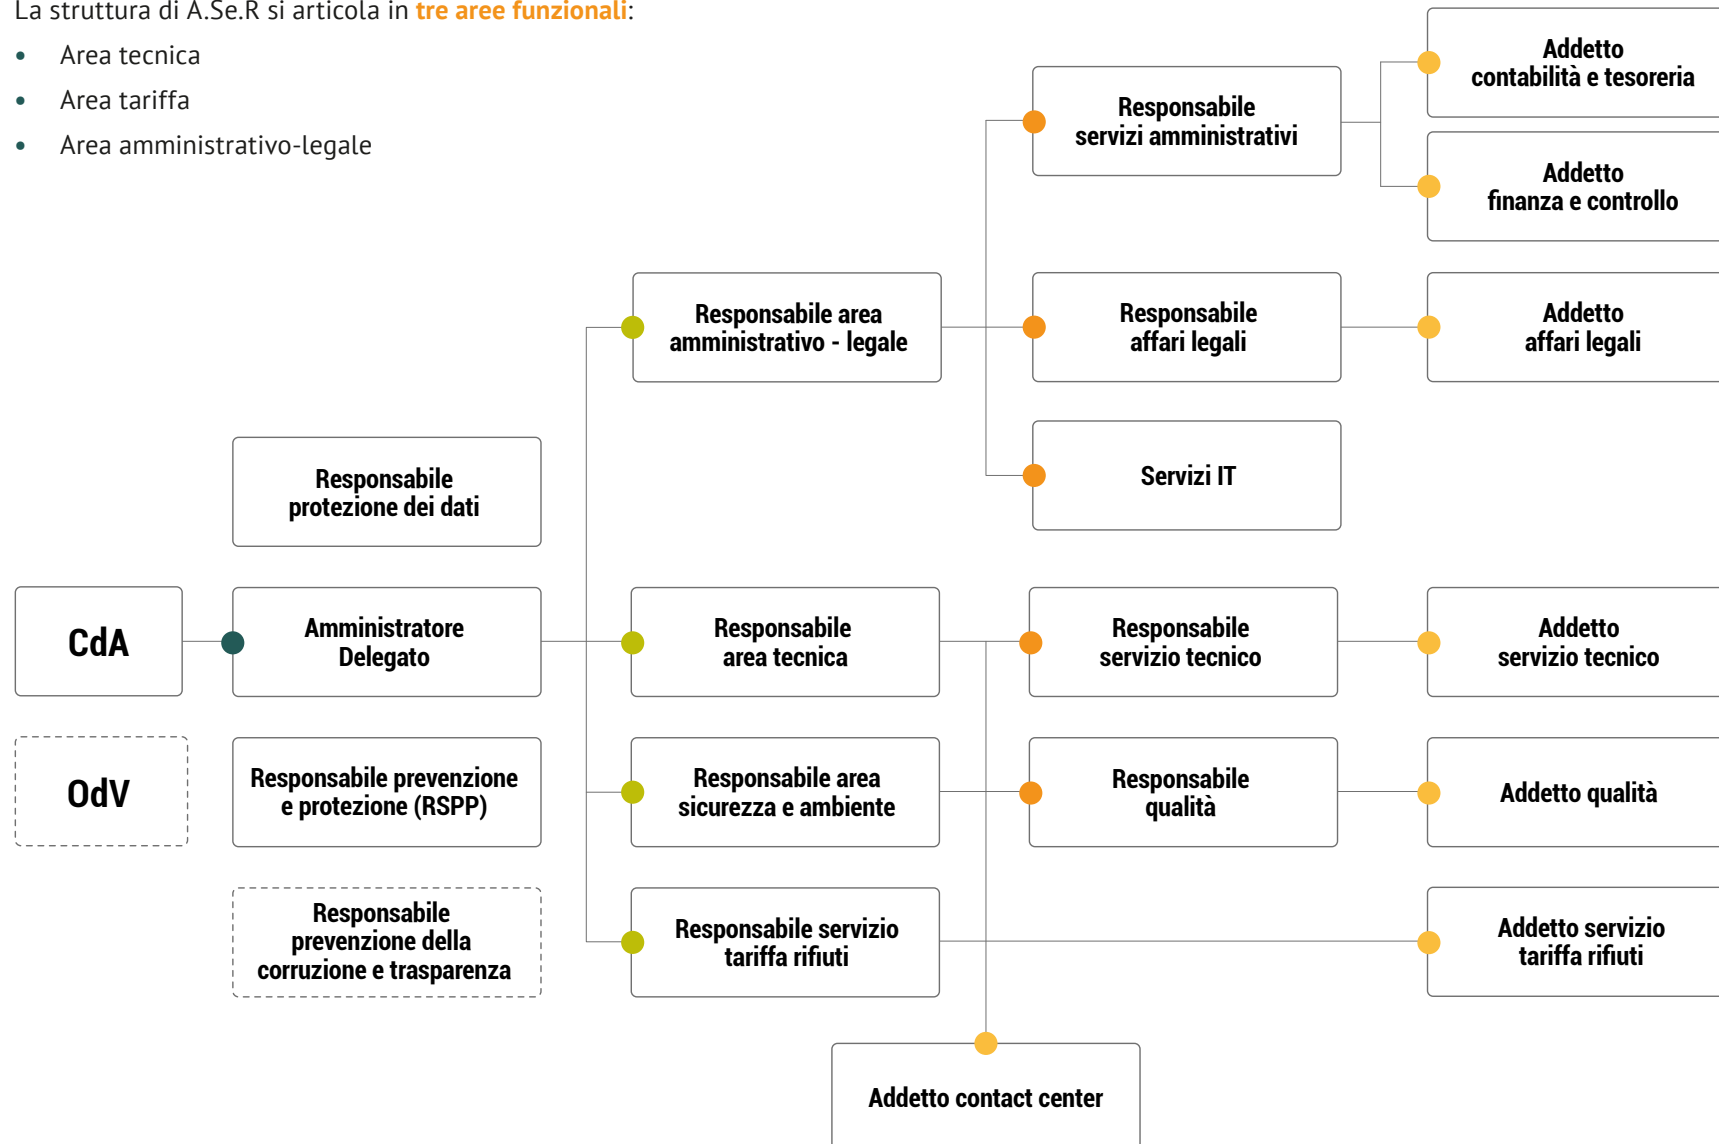 La struttura di A.Se.R si articola in tre aree funzionali:
• Area tecnica
• Area tariffa
• Area amministrativo-legale
Addetto
contabilità e tesoreria
Responsabile
servizi amministrativi
Addetto
finanza e controllo
Responsabile area
amministrativo - legale
Responsabile
affari legali
Addetto
affari legali
Responsabile
protezione dei dati
Servizi IT
CdA
Amministratore
Delegato
Responsabile
area tecnica
Responsabile
servizio tecnico
Addetto
servizio tecnico
OdV
Responsabile prevenzione
e protezione (RSPP)
Responsabile area
sicurezza e ambiente
Responsabile
qualità
Addetto qualità
Responsabile
prevenzione della
corruzione e trasparenza
Responsabile servizio
tariffa rifiuti
Addetto servizio
tariffa rifiuti
Addetto contact center